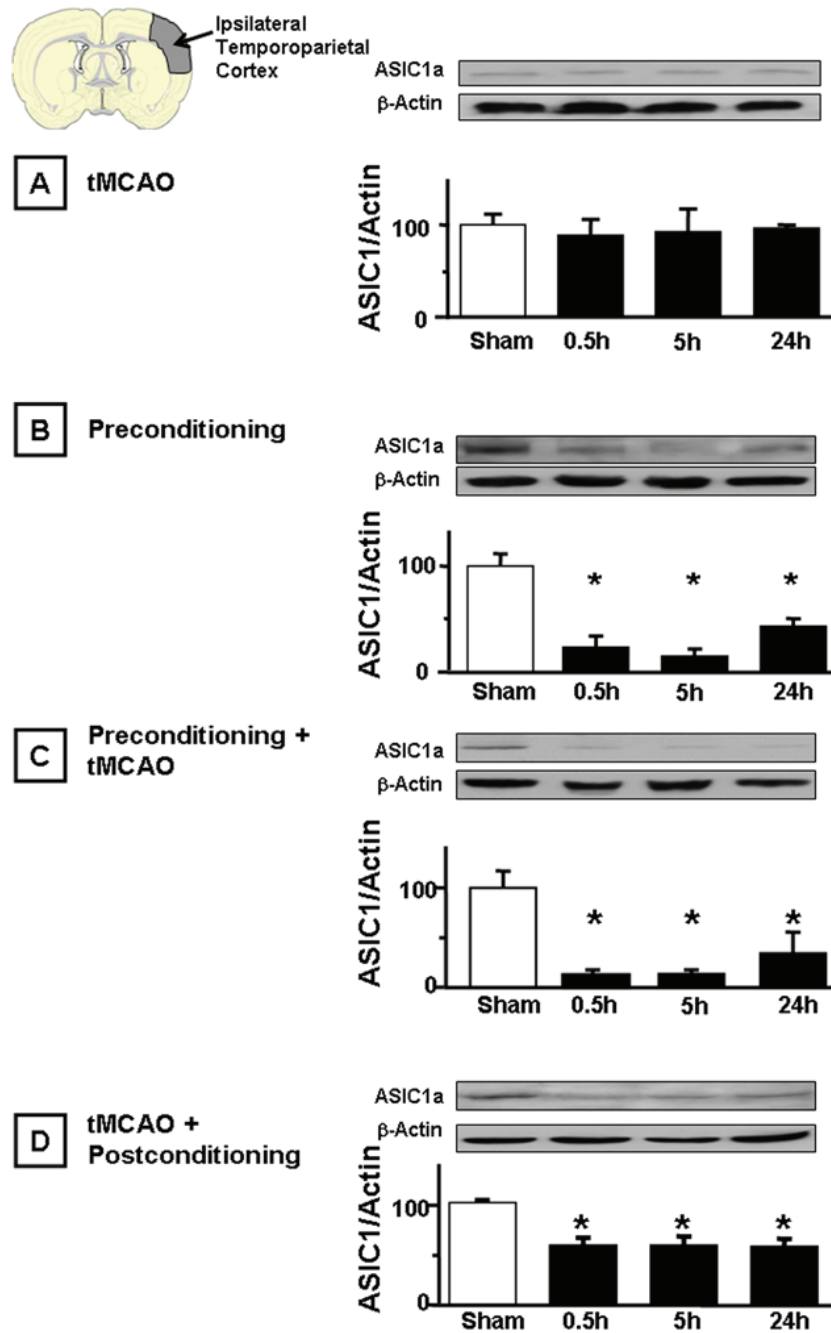 Ipsilateral
Temporoparietal
Cortex
ASIC1a
β-Actin
A
tMCAO
ASIC1/Actin
100
0
Sham 0.5h 5h 24h
B
Preconditioning
ASIC1a
β-Actin
ASIC1/Actin
100
* * *
0
Sham 0.5h 5h 24h
C
Preconditioning +
tMCAO
ASIC1a
β-Actin
ASIC1/Actin
100
* * *
0
Sham 0.5h 5h 24h
D
tMCAO +
Postconditioning
ASIC1a
β-Actin
ASIC1/Actin
100
* * *
0
Sham 0.5h 5h 24h